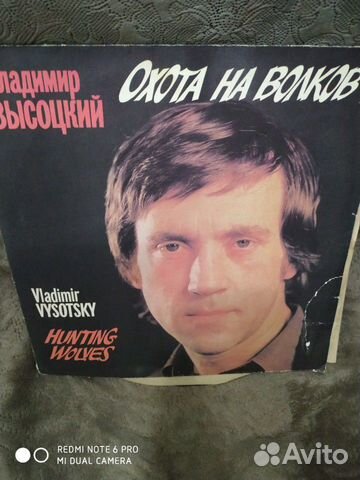 ладимир
ВЫСОЦКИЙ
ОХОТА НА ВОЛКОВ
Vladimir
VYSOTSKY
HUNTING
WOLVES
REDMI NOTE 6 PRO
MI DUAL CAMERA
Avito